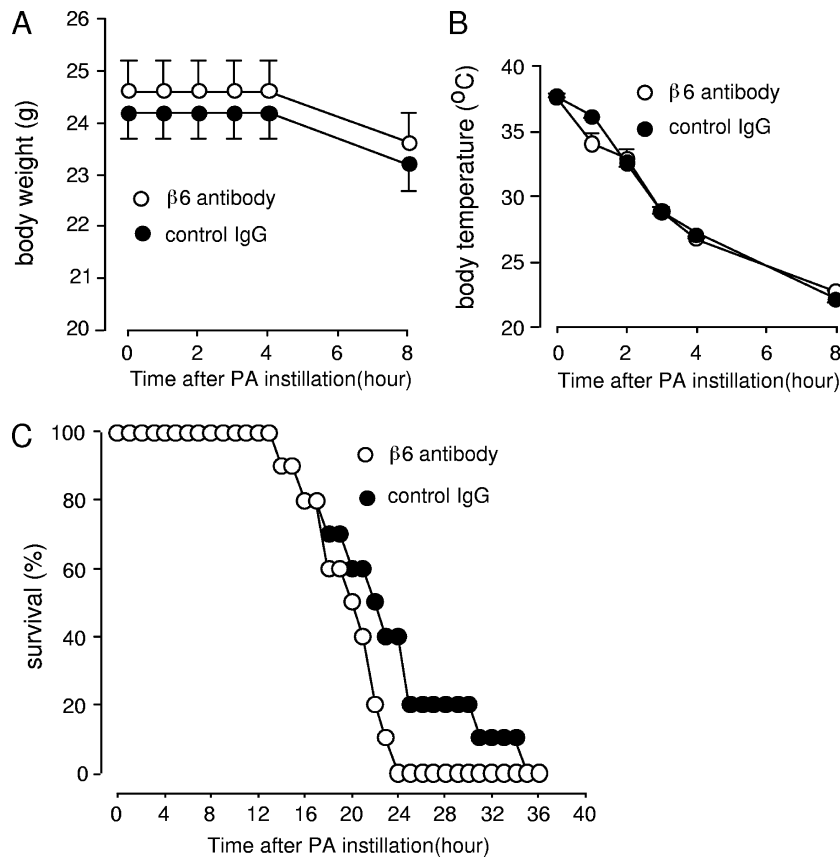 A
26
25
24
23
22
21
20
body weight (g)
β6 antibody
control IgG
0 2 4 6 8
Time after PA instillation(hour)
B
40
35
30
25
20
body temperature (ºC)
β6 antibody
control IgG
0 2 4 6 8
Time after PA instillation(hour)
C
100
80
60
40
20
0
survival (%)
β6 antibody
control IgG
0 4 8 12 16 20 24 28 32 36 40
Time after PA instillation(hour)